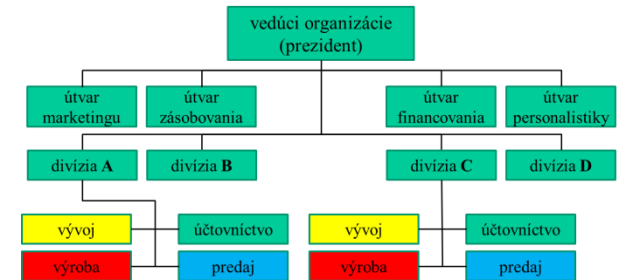 vedúci organizácie
(prezident)
útvar
marketingu
útvar
zásobovania
útvar
financovania
útvar
personalistiky
divízia A
divízia B
divízia C
divízia D
vývoj
účtovníctvo
vývoj
účtovníctvo
výroba
predaj
výroba
predaj